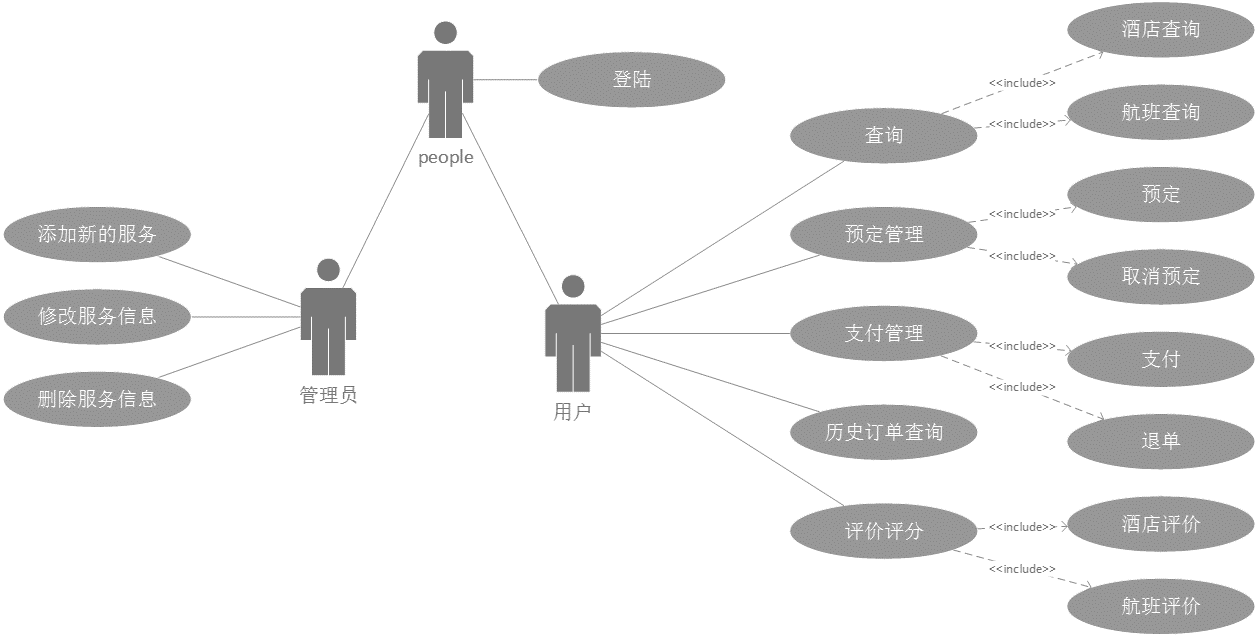 酒店查询
登陆
<<include>>
航班查询
<<include>>
查询
people
预定
<<include>>
添加新的服务
预定管理
<<include>>
取消预定
修改服务信息
支付管理
<<include>>
支付
<<include>>
管理员
删除服务信息
用户
历史订单查询
退单
酒店评价
<<include>>
评价评分
<<include>>
航班评价